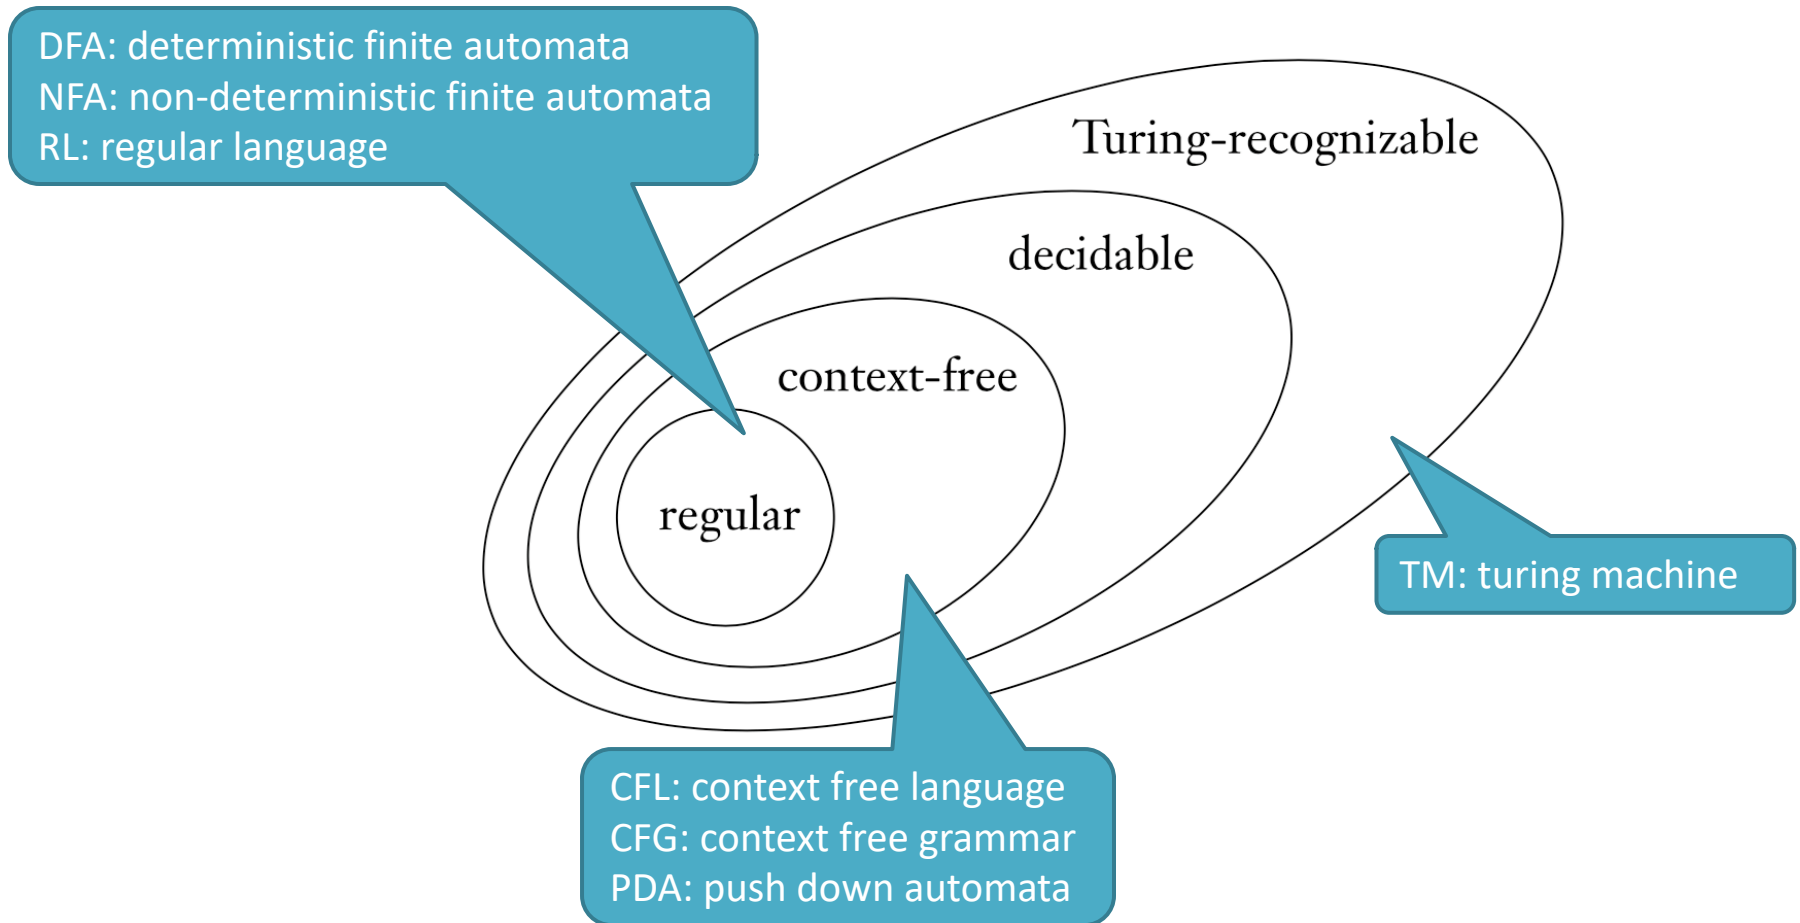 DFA: deterministic finite automata
NFA: non-deterministic finite automata
RL: regular language
Turing-recognizable
decidable
context-free
regular
TM: turing machine
CFL: context free language
CFG: context free grammar
PDA: push down automata